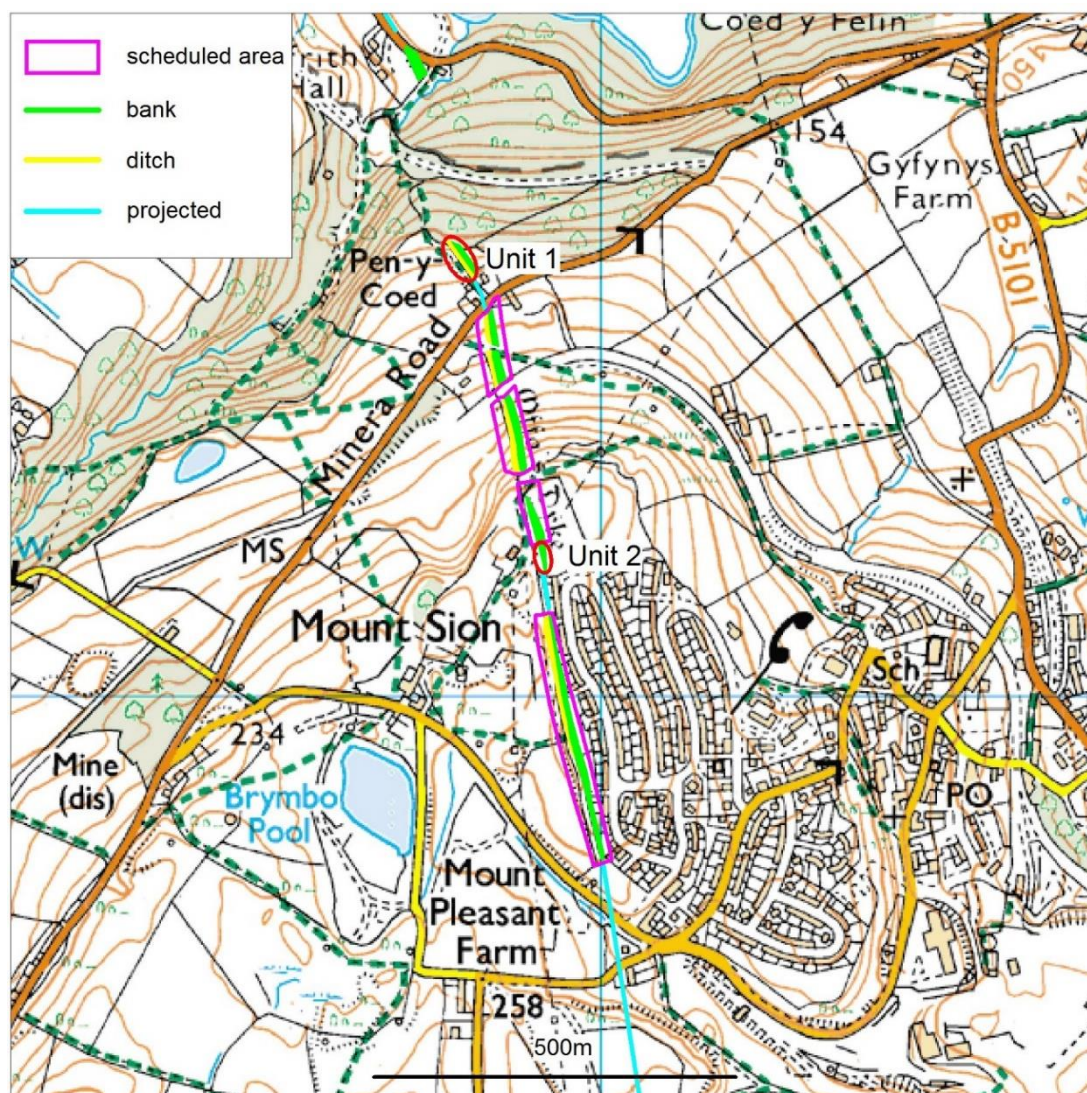 scheduled area
bank
ditch
projected
Coed y Felin
Hall
154
150
Gyfynys
Farm
B 5101
Unit 1
Pen-y-
Coed
Minera Road
MS
W
Unit 2
Mount Sion
Sch
234
Mine
(dis)
Brymbo
Pool
PO
Mount
Pleasant
Farm
258
500m